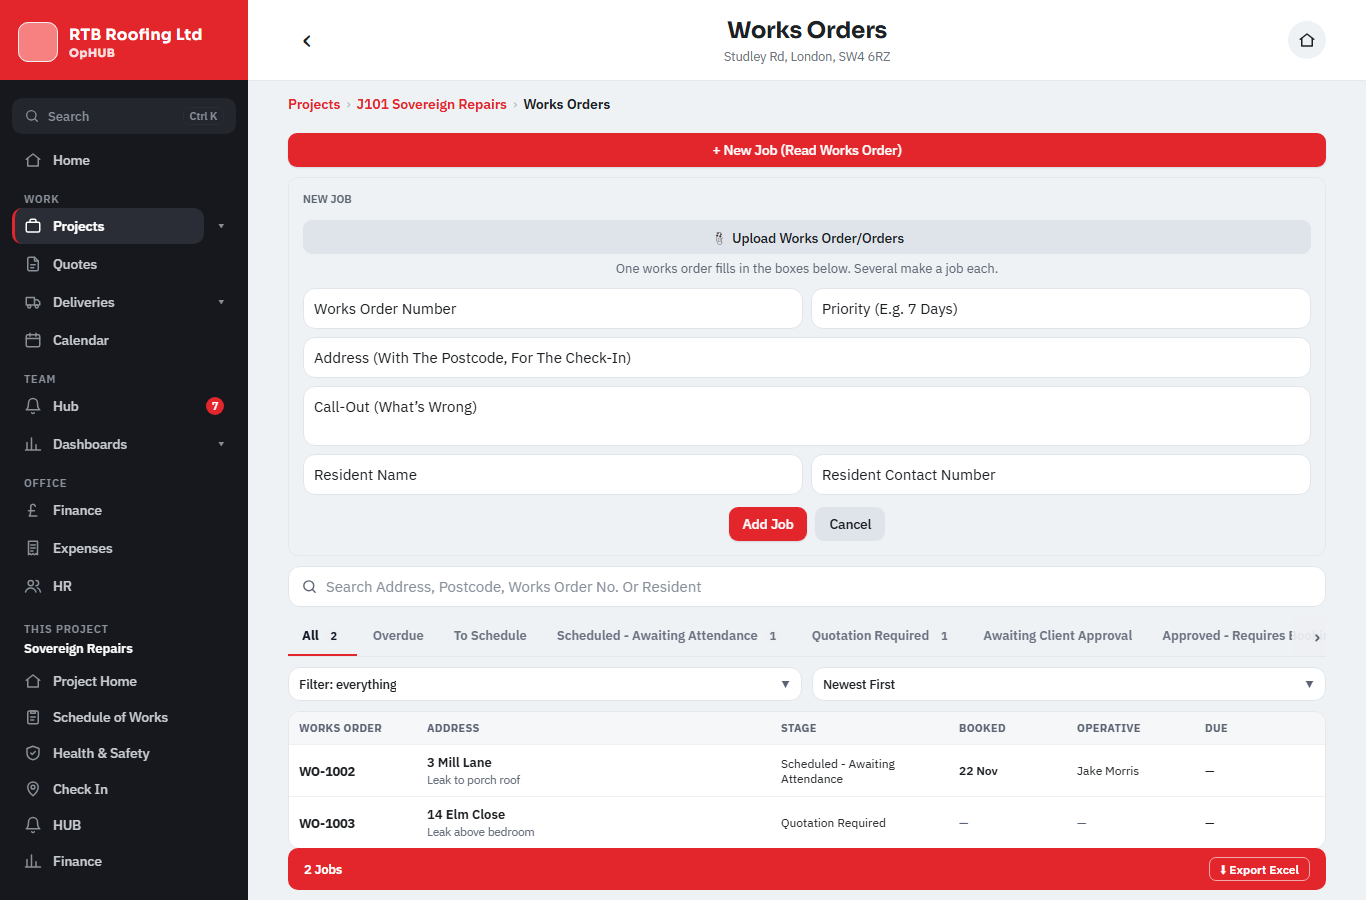 RTB Roofing Ltd
OpHUB
Search
Ctrl K
Home
WORK
Projects
Quotes
Deliveries
Calendar
TEAM
Hub
7
Dashboards
OFFICE
Finance
Expenses
HR
THIS PROJECT
Sovereign Repairs
Project Home
Schedule of Works
Health & Safety
Check In
HUB
Finance
Works Orders
Studley Rd, London, SW4 6RZ
Projects › J101 Sovereign Repairs › Works Orders
+ New Job (Read Works Order)
NEW JOB
Upload Works Order/Orders
One works order fills in the boxes below. Several make a job each.
Works Order Number
Priority (E.g. 7 Days)
Address (With The Postcode, For The Check-In)
Call-Out (What’s Wrong)
Resident Name
Resident Contact Number
Add Job
Cancel
Search Address, Postcode, Works Order No. Or Resident
All 2
Overdue
To Schedule
Scheduled - Awaiting Attendance 1
Quotation Required 1
Awaiting Client Approval
Approved - Requires
Filter: everything
Newest First
WORKS ORDER ADDRESS STAGE BOOKED OPERATIVE DUE
WO-1002
3 Mill Lane
Leak to porch roof
Scheduled - Awaiting
Attendance
22 Nov
Jake Morris
—
WO-1003
14 Elm Close
Leak above bedroom
Quotation Required
—
—
—
2 Jobs
⬇ Export Excel